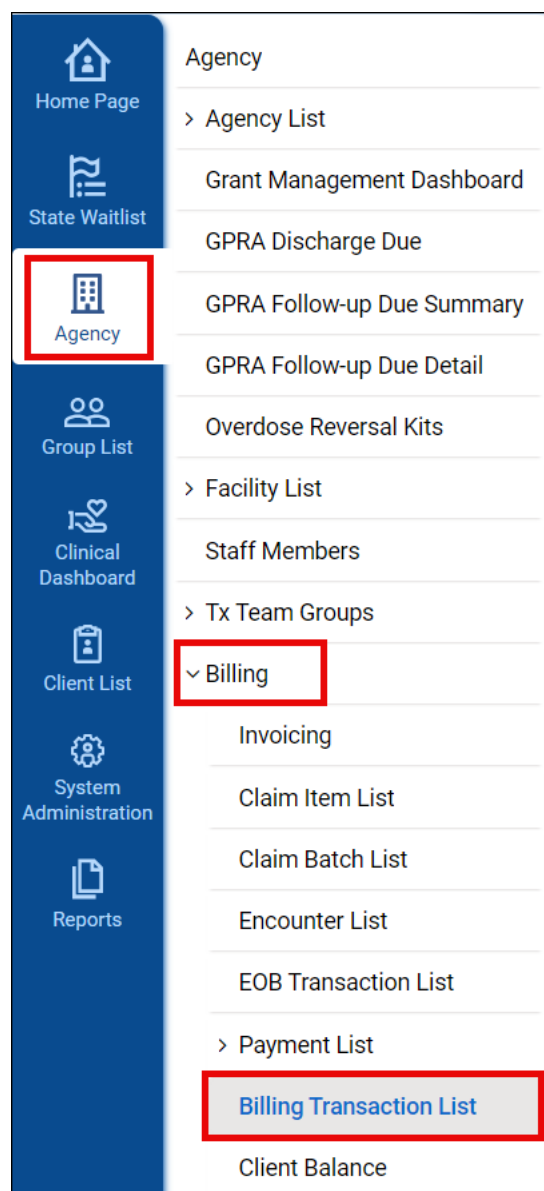 Home Page
State Waitlist
Agency
Group List
Clinical
Dashboard
Client List
System
Administration
Reports
Agency
Agency List
Grant Management Dashboard
GPRA Discharge Due
GPRA Follow-up Due Summary
GPRA Follow-up Due Detail
Overdose Reversal Kits
Facility List
Staff Members
Tx Team Groups
Billing
Invoicing
Claim Item List
Claim Batch List
Encounter List
EOB Transaction List
Payment List
Billing Transaction List
Client Balance